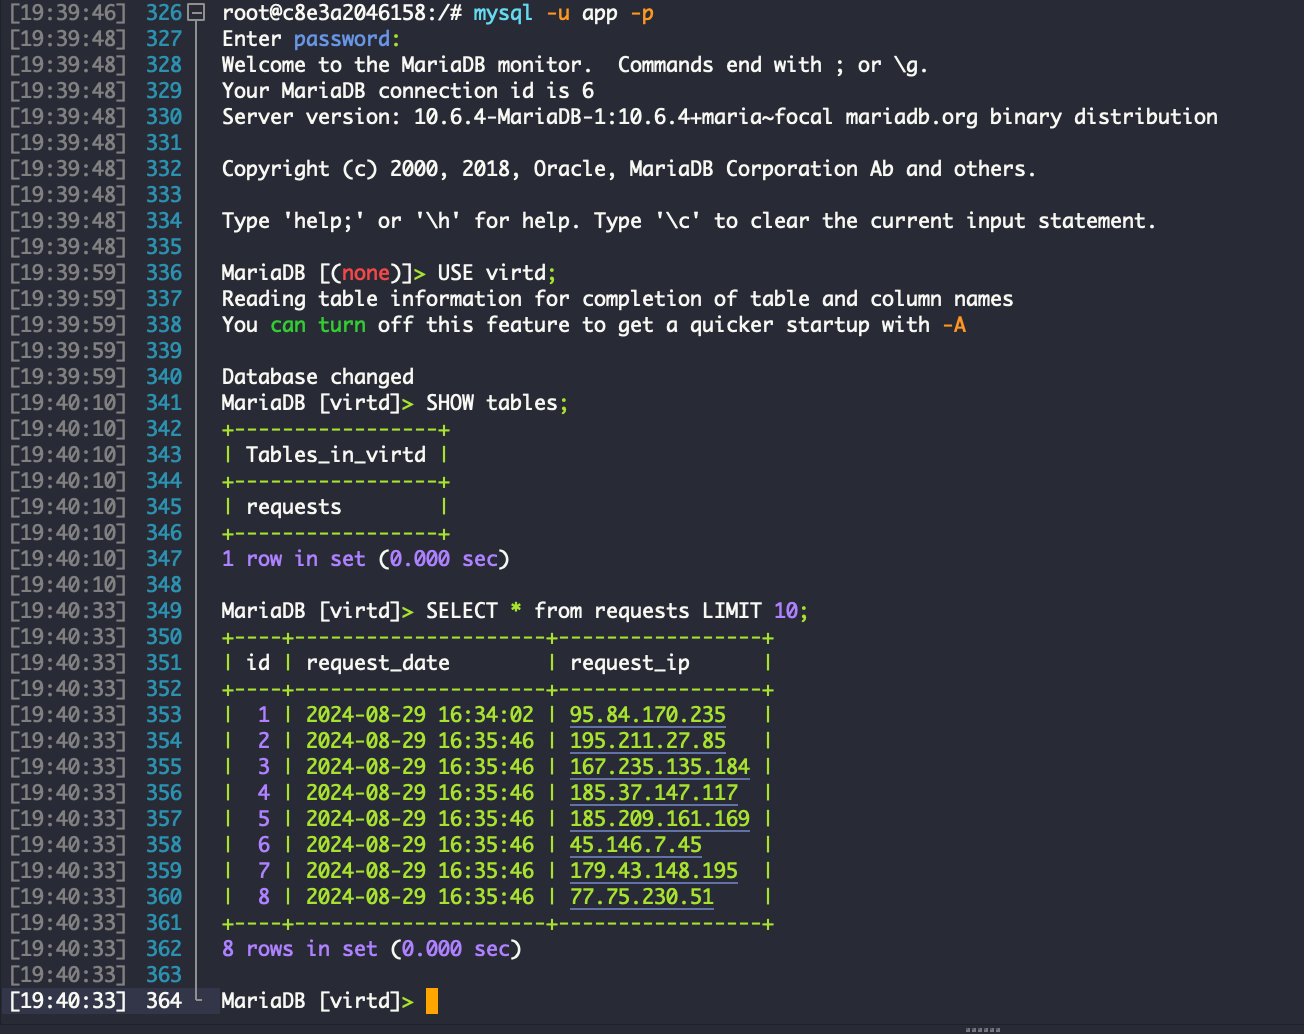 [19:39:46] 326 root@c8e3a2046158:/# mysql -u app -p
[19:39:48] 327 Enter password:
[19:39:48] 328 Welcome to the MariaDB monitor.  Commands end with ; or \g.
[19:39:48] 329 Your MariaDB connection id is 6
[19:39:48] 330 Server version: 10.6.4-MariaDB-1:10.6.4+maria~focal mariadb.org binary distribution
[19:39:48] 331
[19:39:48] 332 Copyright (c) 2000, 2018, Oracle, MariaDB Corporation Ab and others.
[19:39:48] 333
[19:39:48] 334 Type 'help;' or '\h' for help. Type '\c' to clear the current input statement.
[19:39:48] 335
[19:39:59] 336 MariaDB [(none)]> USE virtd;
[19:39:59] 337 Reading table information for completion of table and column names
[19:39:59] 338 You can turn off this feature to get a quicker startup with -A
[19:39:59] 339
[19:39:59] 340 Database changed
[19:40:10] 341 MariaDB [virtd]> SHOW tables;
[19:40:10] 342 +-----------------+
[19:40:10] 343 | Tables_in_virtd |
[19:40:10] 344 +-----------------+
[19:40:10] 345 | requests        |
[19:40:10] 346 +-----------------+
[19:40:10] 347 1 row in set (0.000 sec)
[19:40:10] 348
[19:40:33] 349 MariaDB [virtd]> SELECT * from requests LIMIT 10;
[19:40:33] 350 +----+---------------------+-----------------+
[19:40:33] 351 | id | request_date        | request_ip      |
[19:40:33] 352 +----+---------------------+-----------------+
[19:40:33] 353 |  1 | 2024-08-29 16:34:02 | 95.84.170.235   |
[19:40:33] 354 |  2 | 2024-08-29 16:35:46 | 195.211.27.85   |
[19:40:33] 355 |  3 | 2024-08-29 16:35:46 | 167.235.135.184 |
[19:40:33] 356 |  4 | 2024-08-29 16:35:46 | 185.37.147.117  |
[19:40:33] 357 |  5 | 2024-08-29 16:35:46 | 185.209.161.169 |
[19:40:33] 358 |  6 | 2024-08-29 16:35:46 | 45.146.7.45     |
[19:40:33] 359 |  7 | 2024-08-29 16:35:46 | 179.43.148.195  |
[19:40:33] 360 |  8 | 2024-08-29 16:35:46 | 77.75.230.51    |
[19:40:33] 361 +----+---------------------+-----------------+
[19:40:33] 362 8 rows in set (0.000 sec)
[19:40:33] 363
[19:40:33] 364 MariaDB [virtd]>